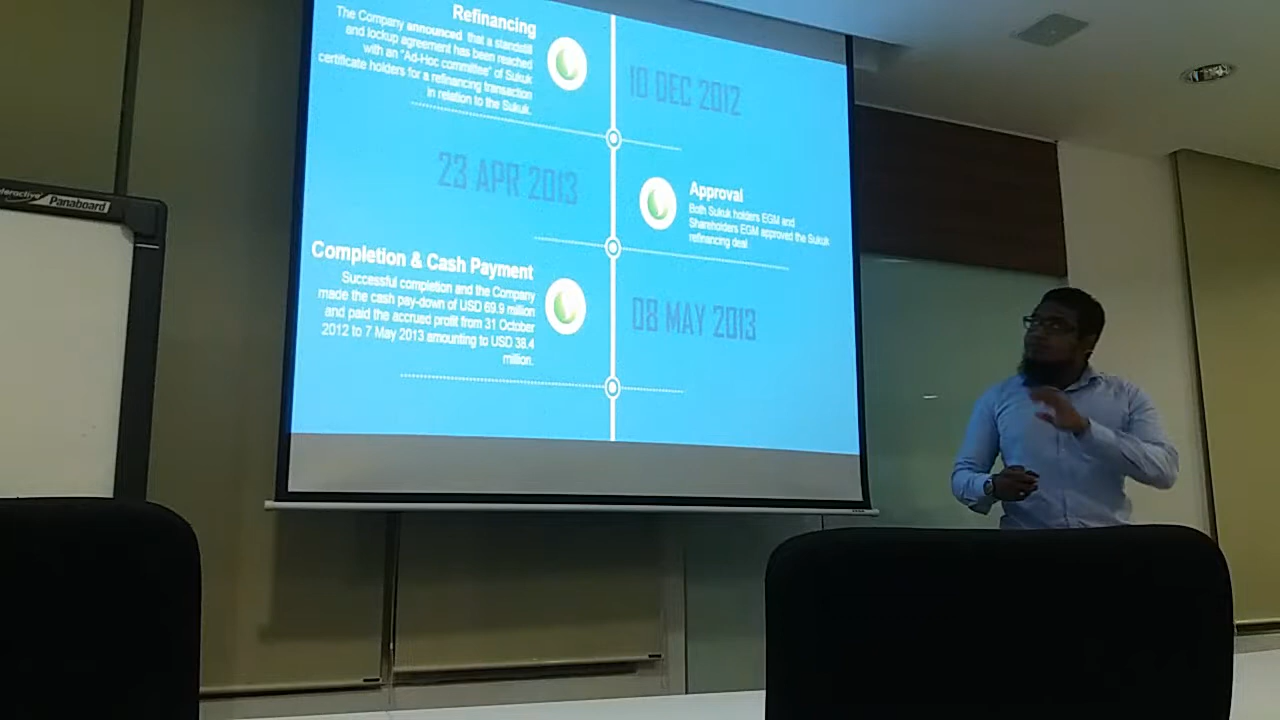 Refinancing
The Company announced that a standstill
and lockup agreement has been reached
with an "Ad-Hoc committee" of Sukuk
certificate holders for a refinancing transaction
in relation to the Sukuk.
10 DEC 2012
23 APR 2013
Approval
Both Sukuk holders EGM and
Shareholders EGM approved the Sukuk
refinancing deal
Completion & Cash Payment
Successful completion and the Company
made the cash pay-down of USD 69.9 million
and paid the accrued profit from 31 October
2012 to 7 May 2013 amounting to USD 38.4
million.
08 MAY 2013
interactive
Panaboard